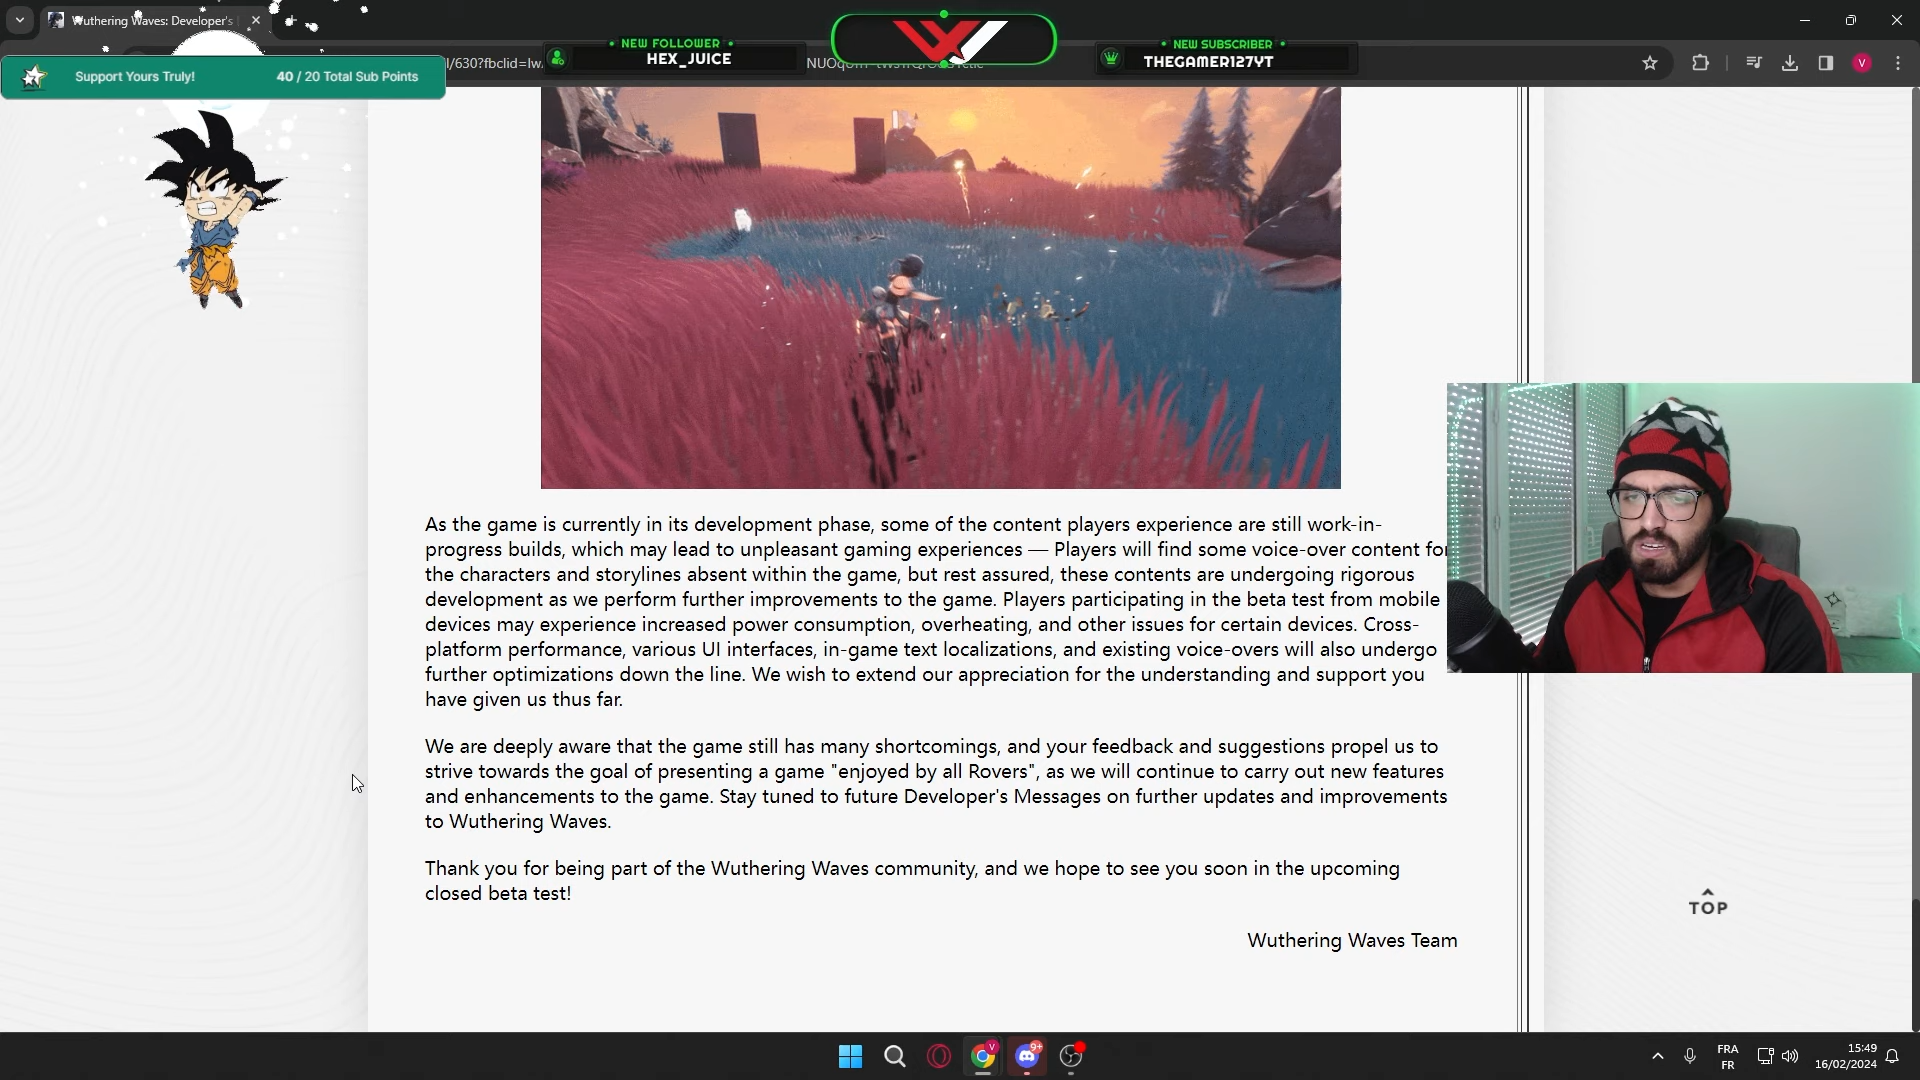 Wuthering Waves: Developer's
/630?fbclid=Iw.
Support Yours Truly!
40 / 20 Total Sub Points
NEW FOLLOWER
HEX_JUICE
NEW SUBSCRIBER
THEGAMER127YT
V
As the game is currently in its development phase, some of the content players experience are still work-in-
progress builds, which may lead to unpleasant gaming experiences — Players will find some voice-over content for
the characters and storylines absent within the game, but rest assured, these contents are undergoing rigorous
development as we perform further improvements to the game. Players participating in the beta test from mobile
devices may experience increased power consumption, overheating, and other issues for certain devices. Cross-
platform performance, various UI interfaces, in-game text localizations, and existing voice-overs will also undergo
further optimizations down the line. We wish to extend our appreciation for the understanding and support you
have given us thus far.
We are deeply aware that the game still has many shortcomings, and your feedback and suggestions propel us to
strive towards the goal of presenting a game "enjoyed by all Rovers", as we will continue to carry out new features
and enhancements to the game. Stay tuned to future Developer's Messages on further updates and improvements
to Wuthering Waves.
Thank you for being part of the Wuthering Waves community, and we hope to see you soon in the upcoming
closed beta test!
TOP
Wuthering Waves Team
V
9+
FRA
FR
15:49
16/02/2024